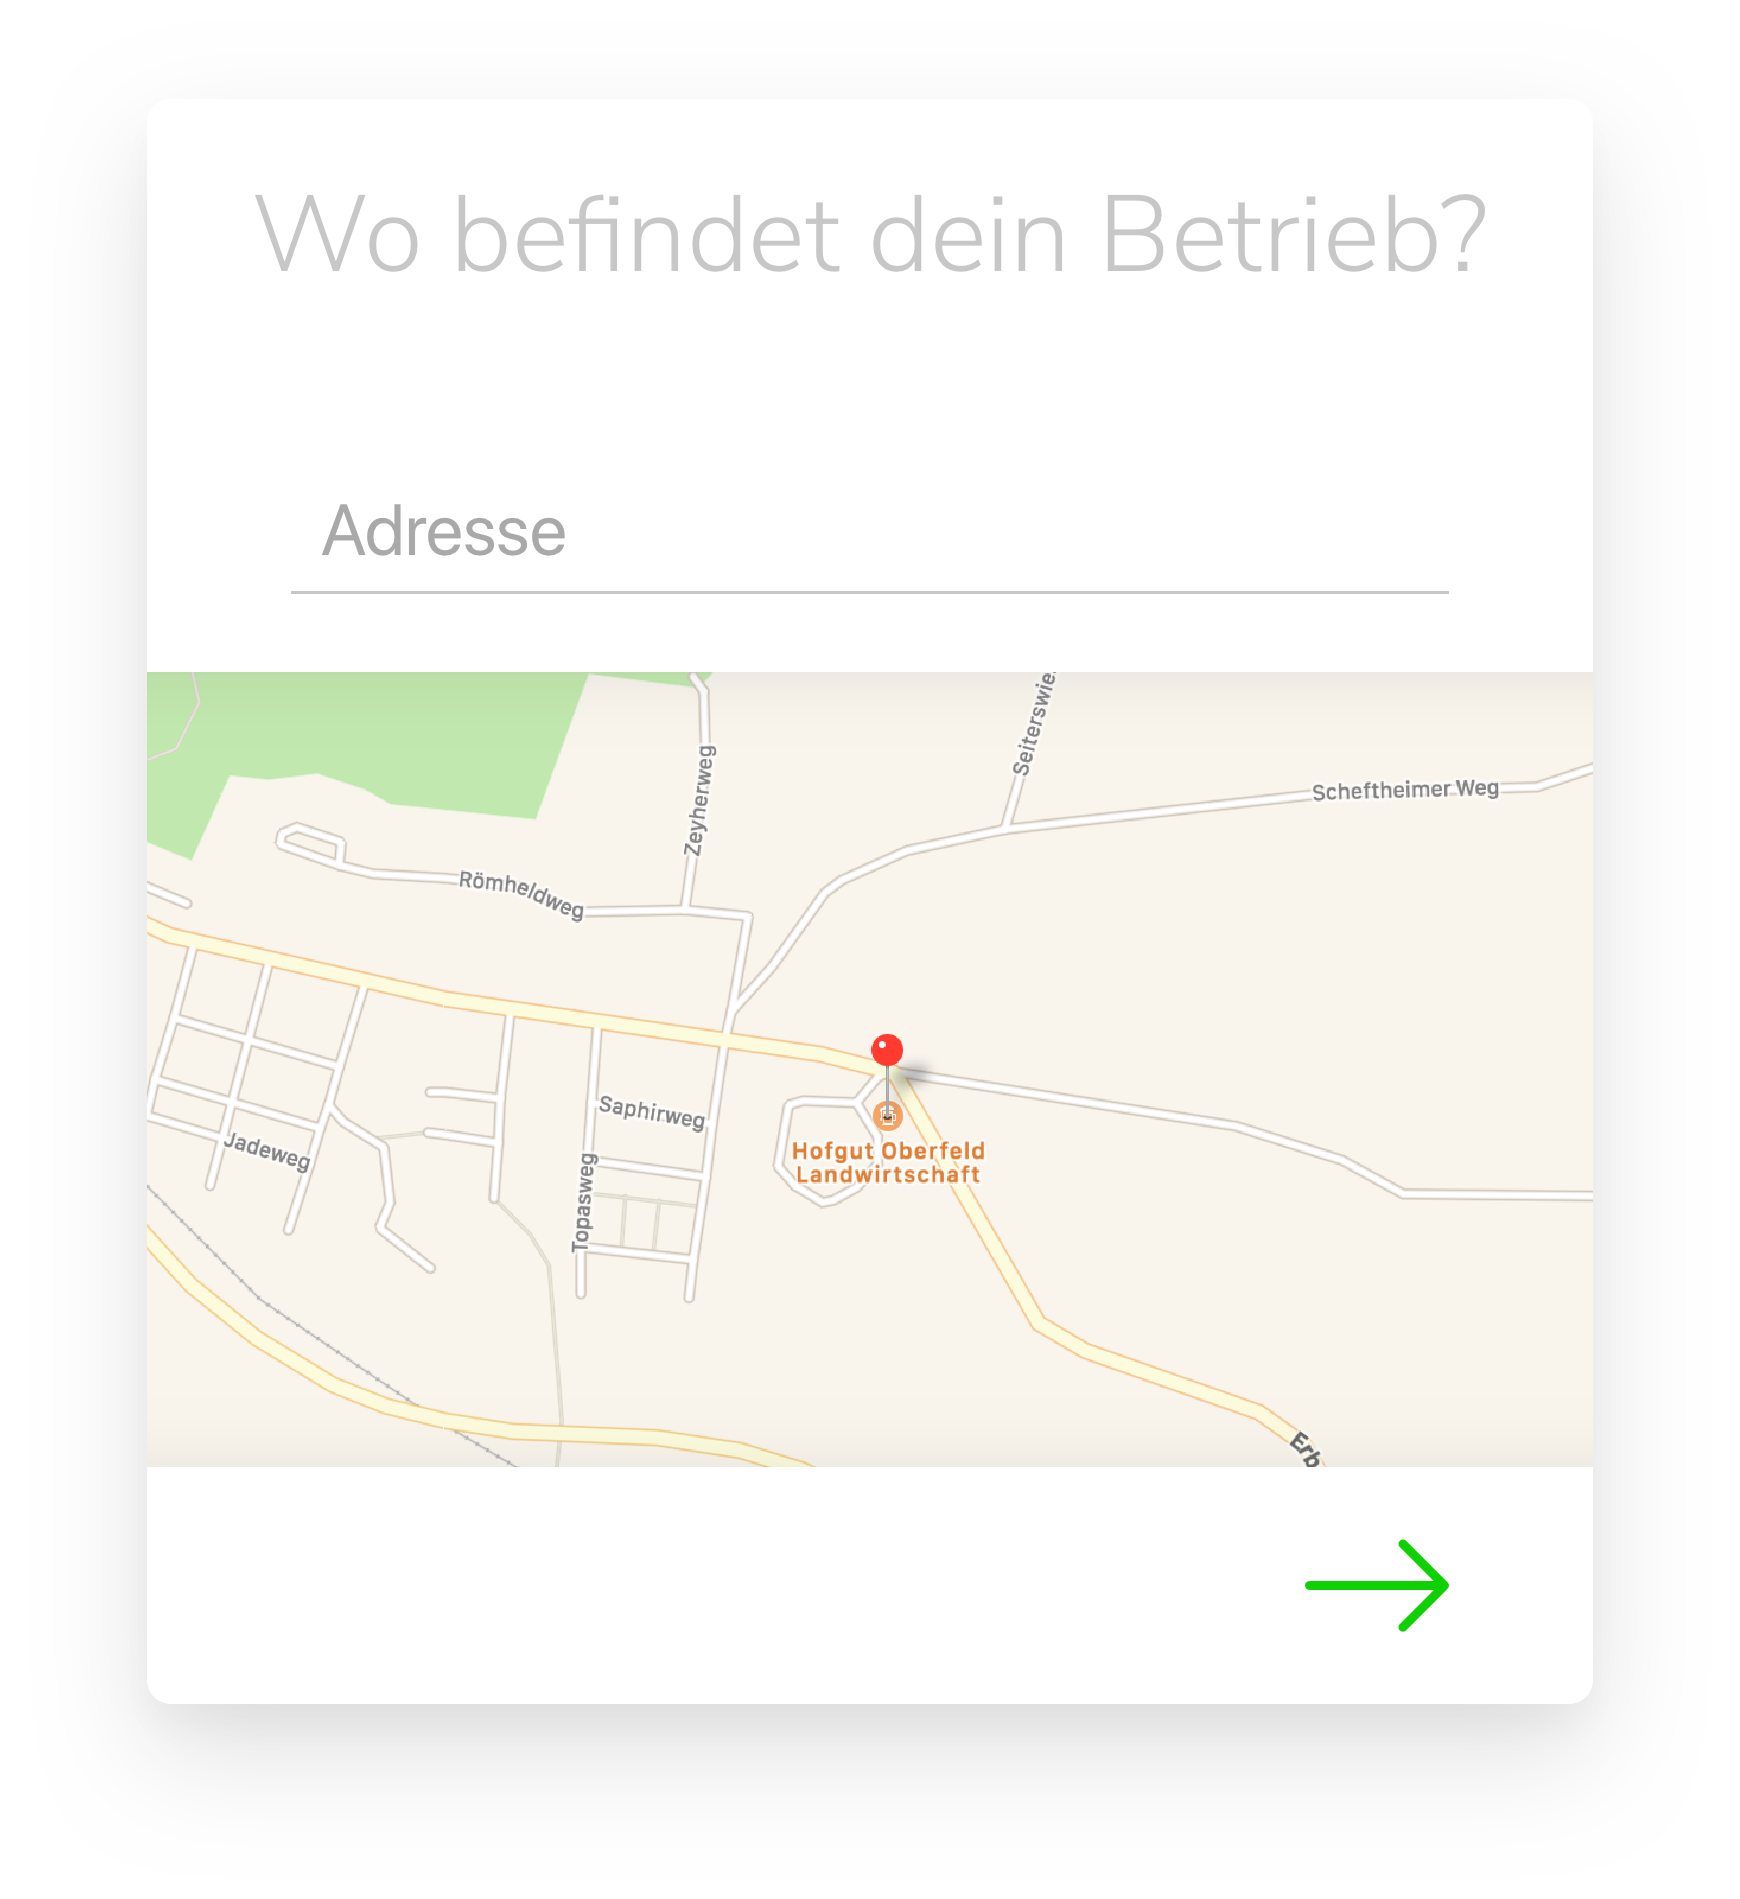 Wo befindet dein Betrieb?
Adresse
Seiterswie
Zeyherweg
Scheftheimer Weg
Römheldweg
Saphirweg
Jadeweg
Hofgut Oberfeld
Landwirtschaft
Topasweg
Erb